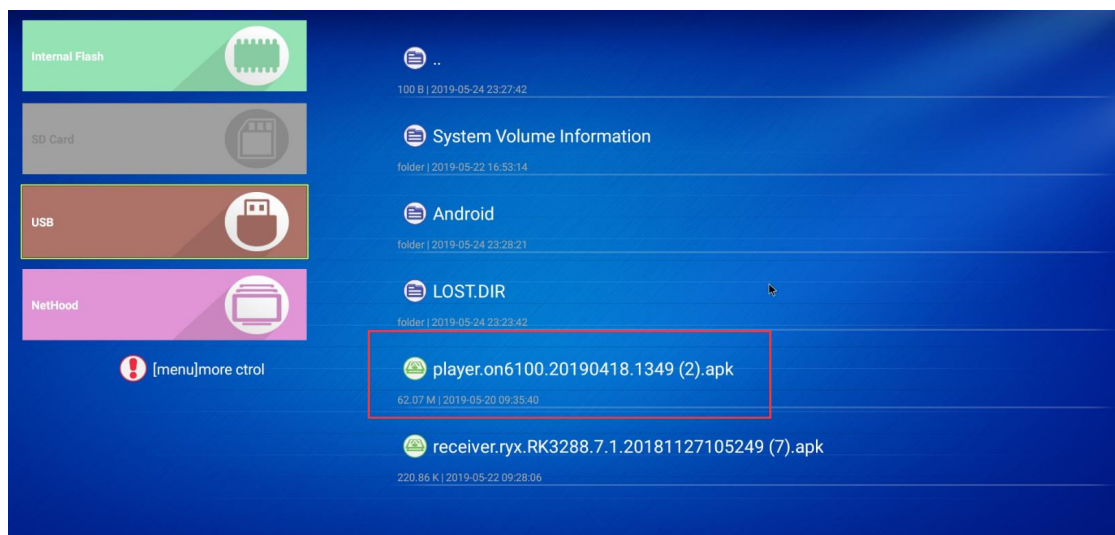 Internal Flash
SD Card
USB
NetHood
[menu]more ctrol
..
100 B | 2019-05-24 23:27:42
System Volume Information
folder | 2019-05-22 16:53:14
Android
folder | 2019-05-24 23:28:21
LOST.DIR
folder | 2019-05-24 23:23:42
player.on6100.20190418.1349 (2).apk
62.07 M | 2019-05-20 09:35:40
receiver.ryx.RK3288.7.1.20181127105249 (7).apk
220.86 K | 2019-05-22 09:28:06